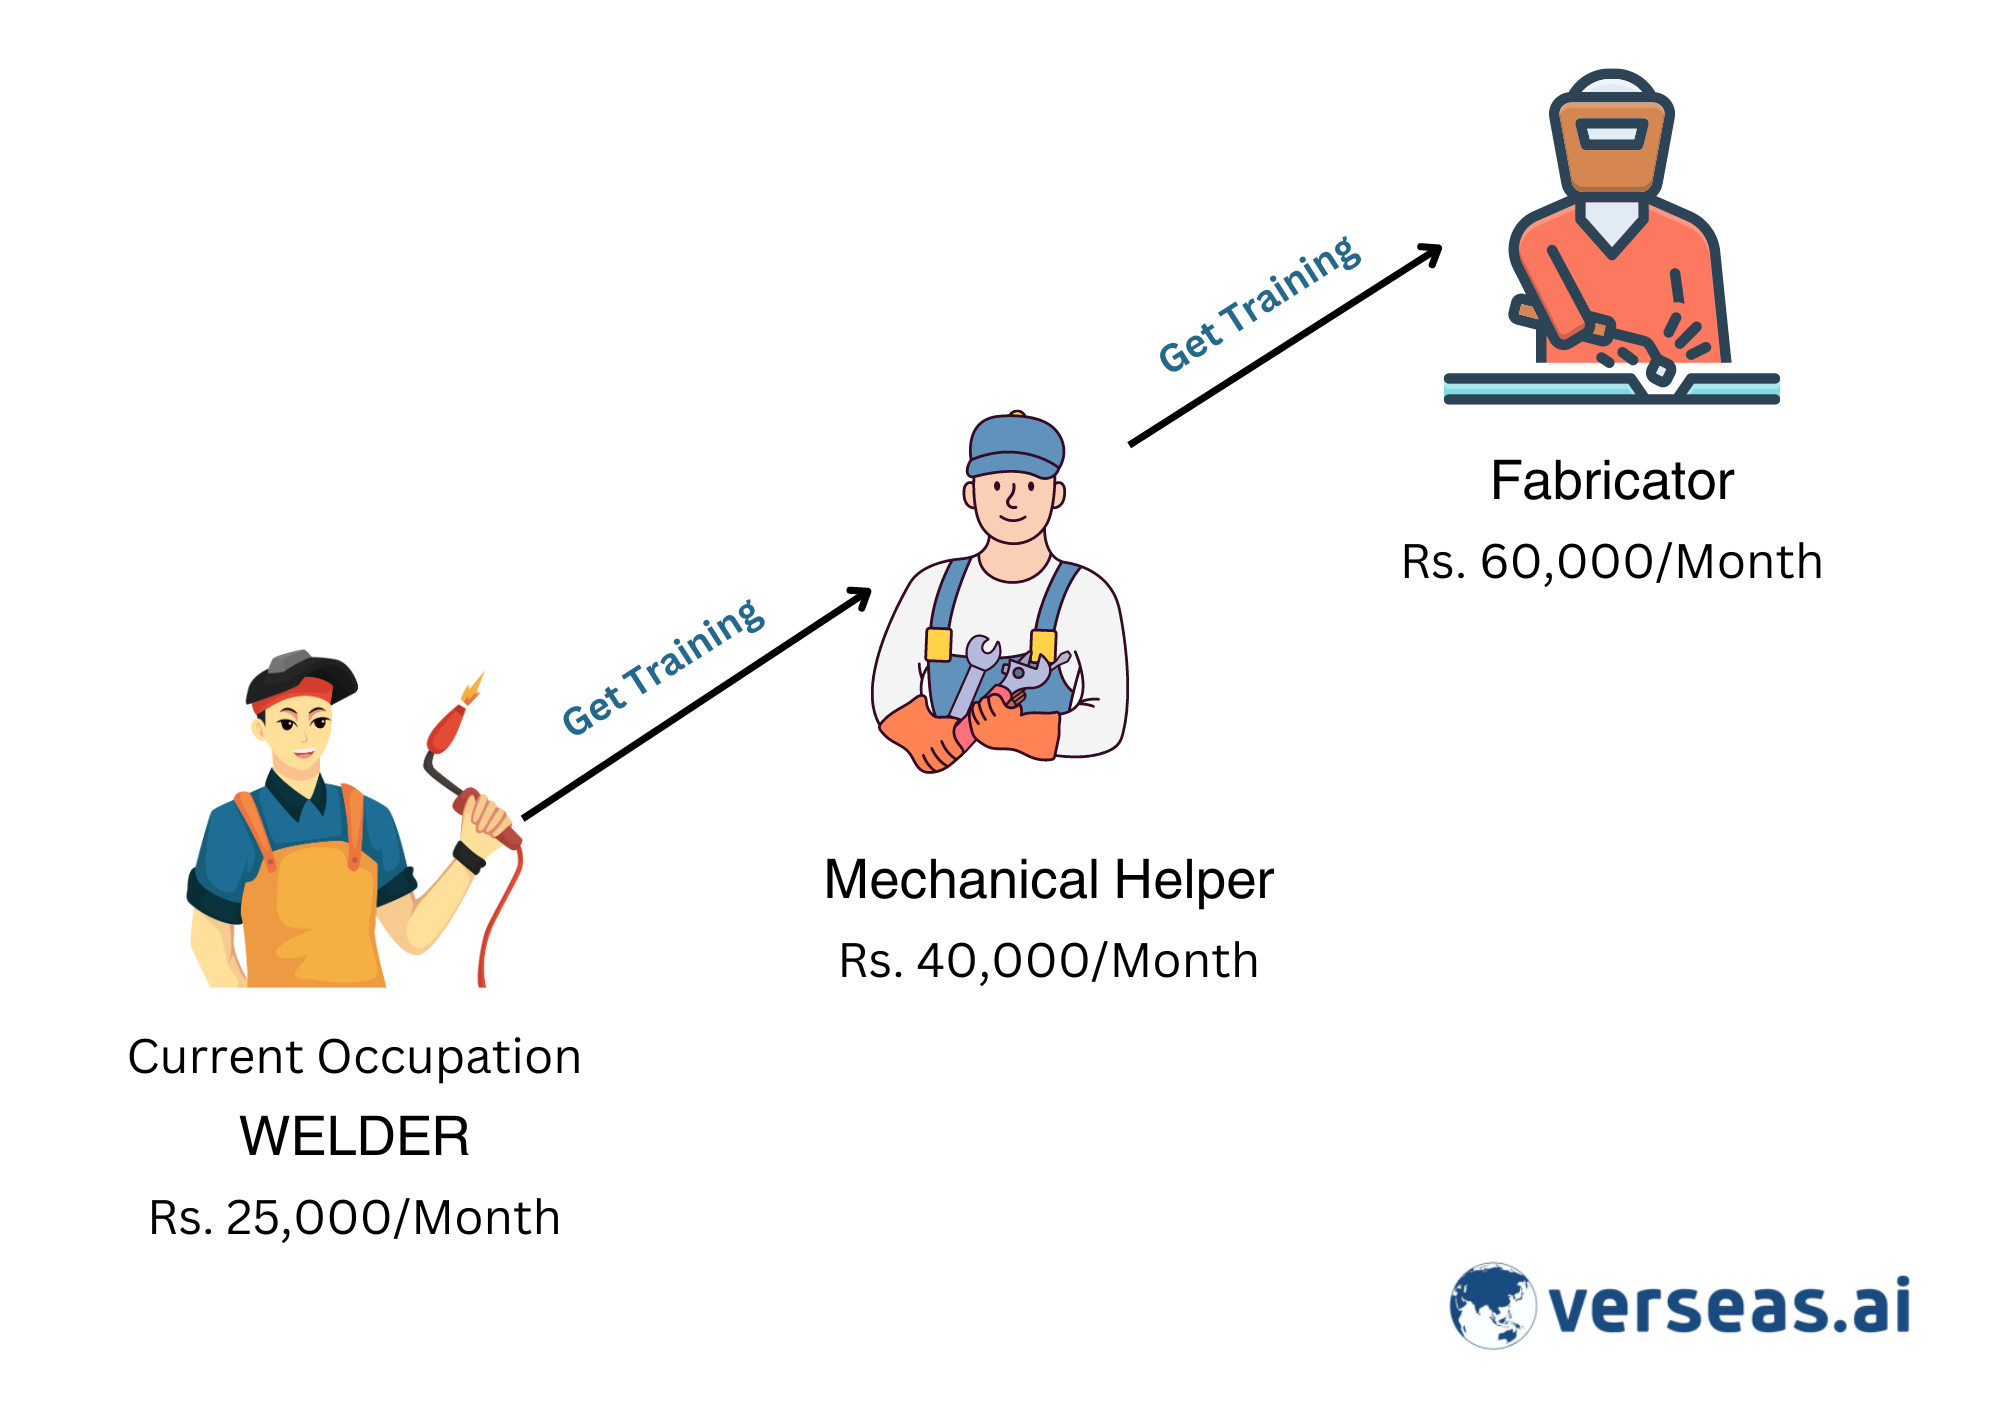 Get Training
Fabricator
Rs. 60,000/Month
Get Training
Mechanical Helper
Rs. 40,000/Month
Current Occupation
WELDER
Rs. 25,000/Month
verseas.ai